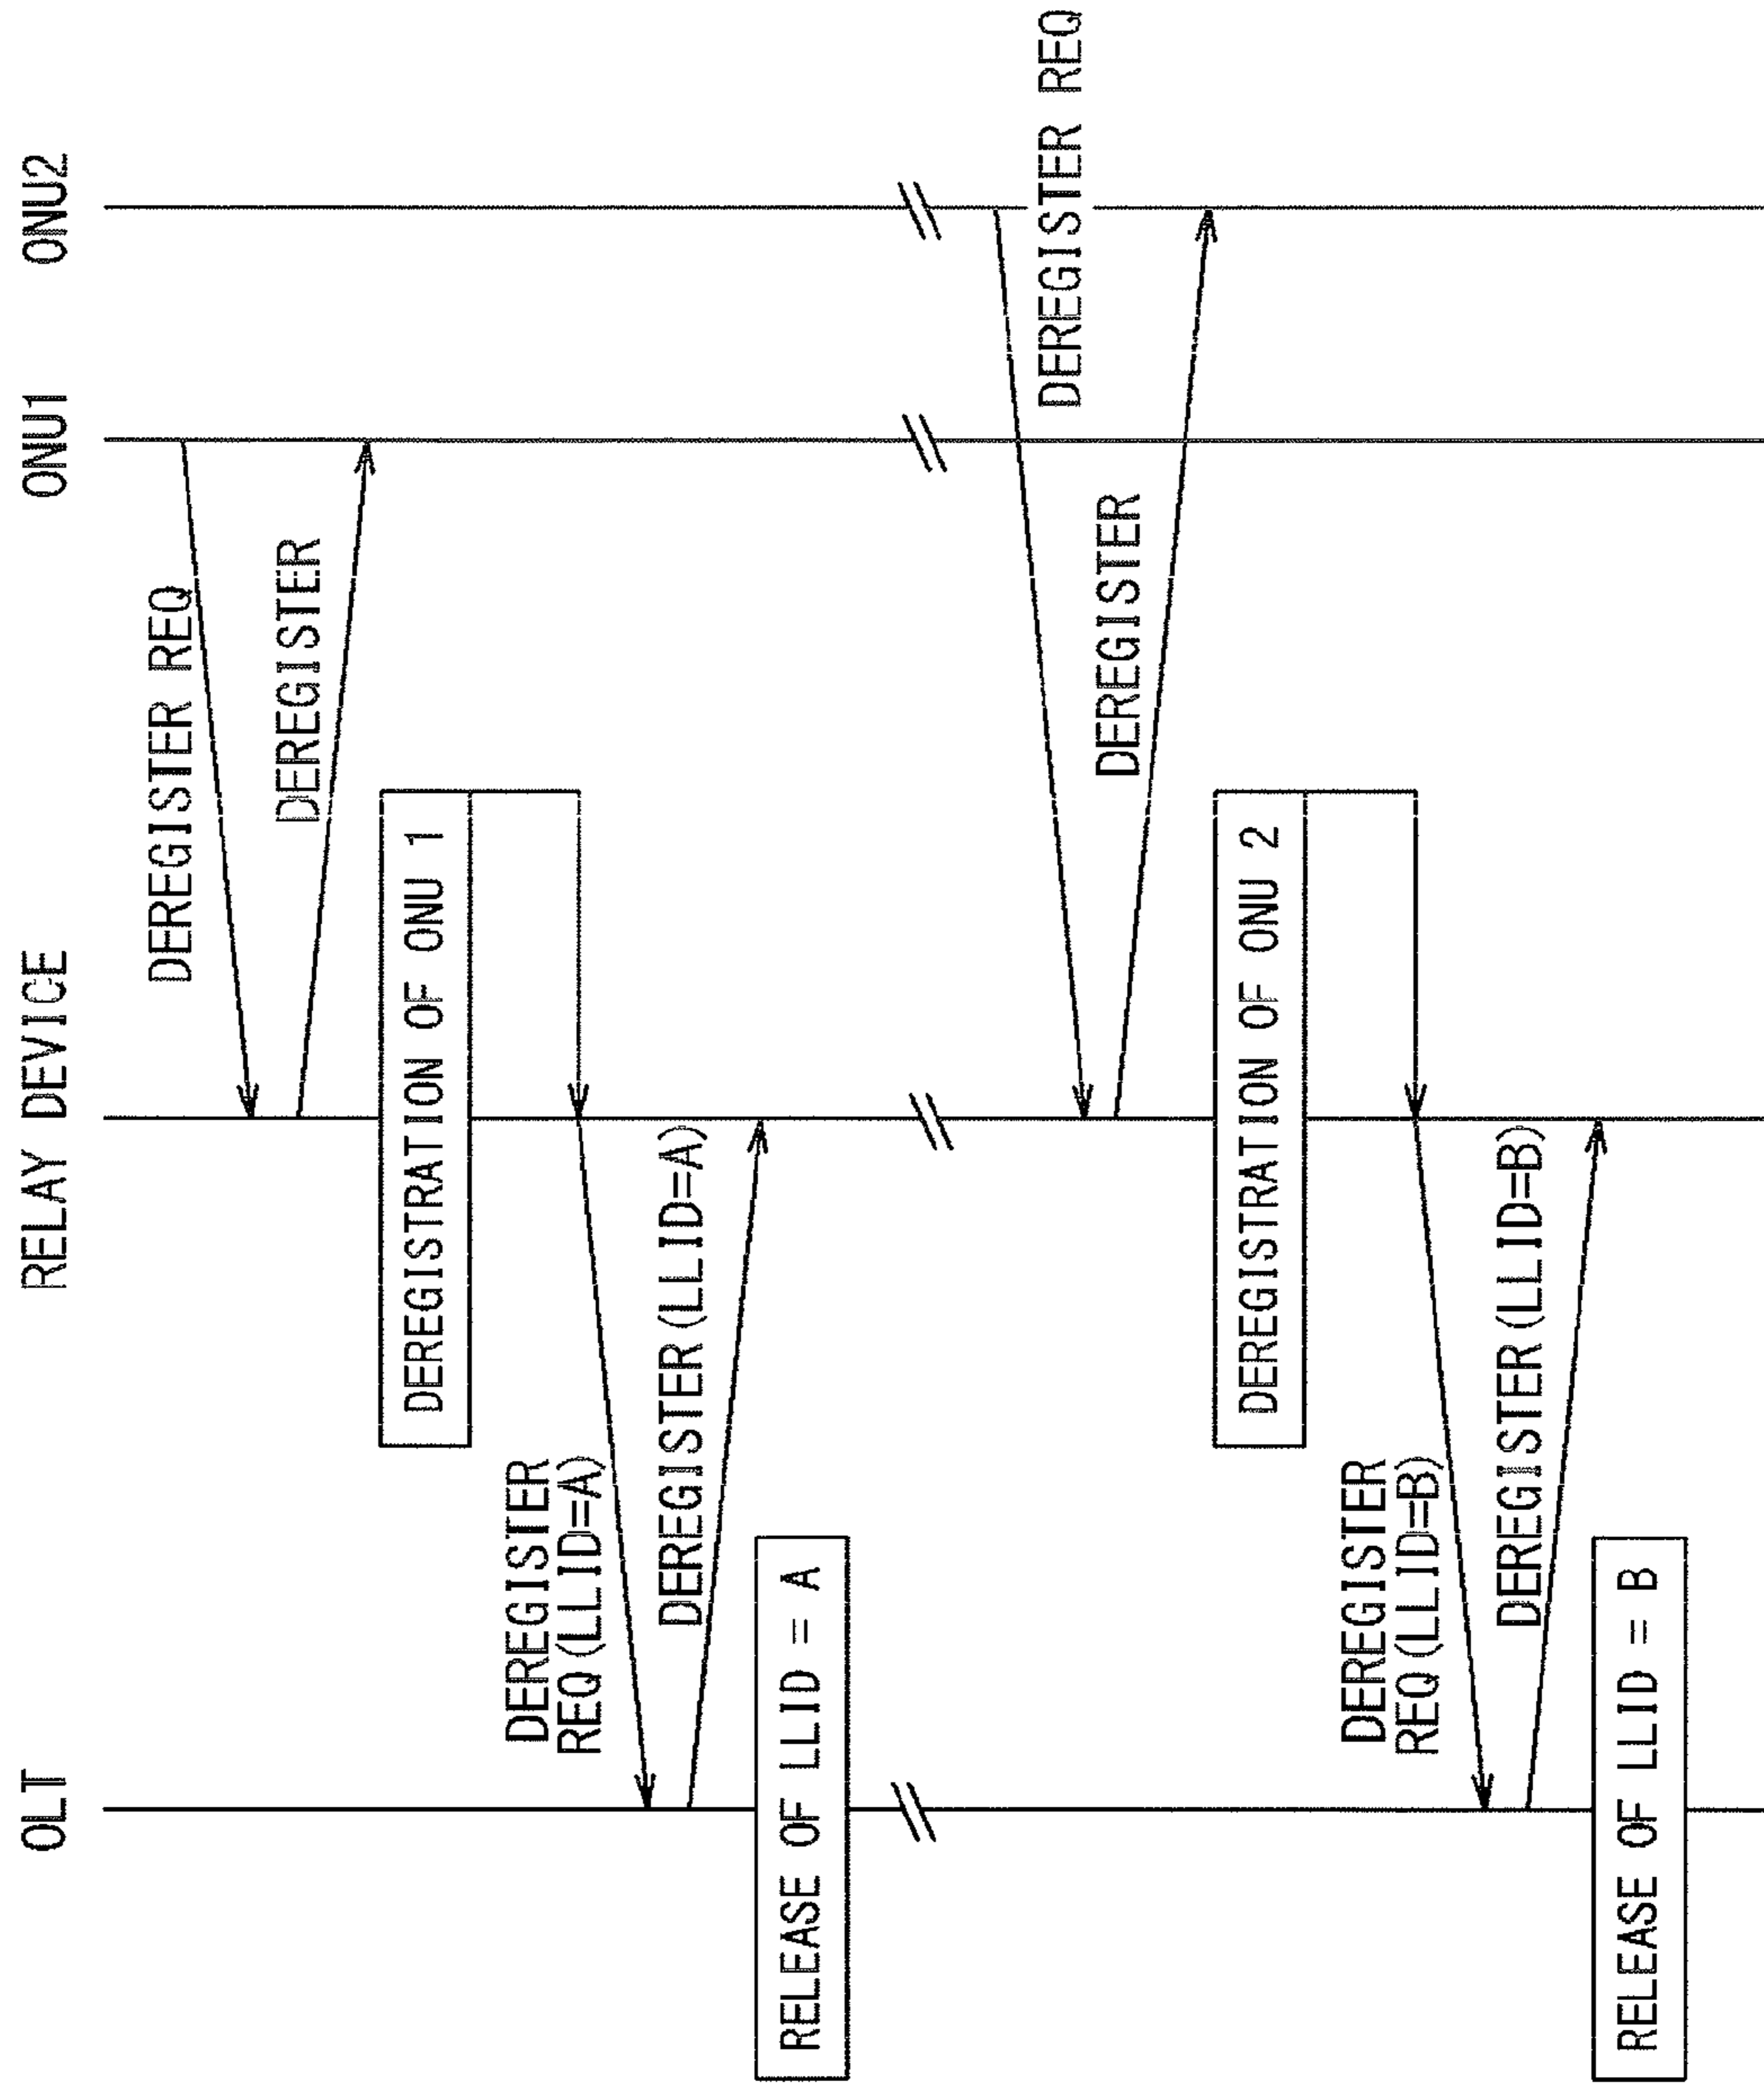 OLT
RELAY DEVICE
ONU1
ONU2
DEREGISTER REQ
DEREGISTER
DEREGISTRATION OF ONU 1
DEREGISTER
REQ(LLID=A)
DEREGISTER(LLID=A)
RELEASE OF LLID = A
DEREGISTER REQ
DEREGISTER
DEREGISTRATION OF ONU 2
DEREGISTER
REQ(LLID=B)
DEREGISTER(LLID=B)
RELEASE OF LLID = B